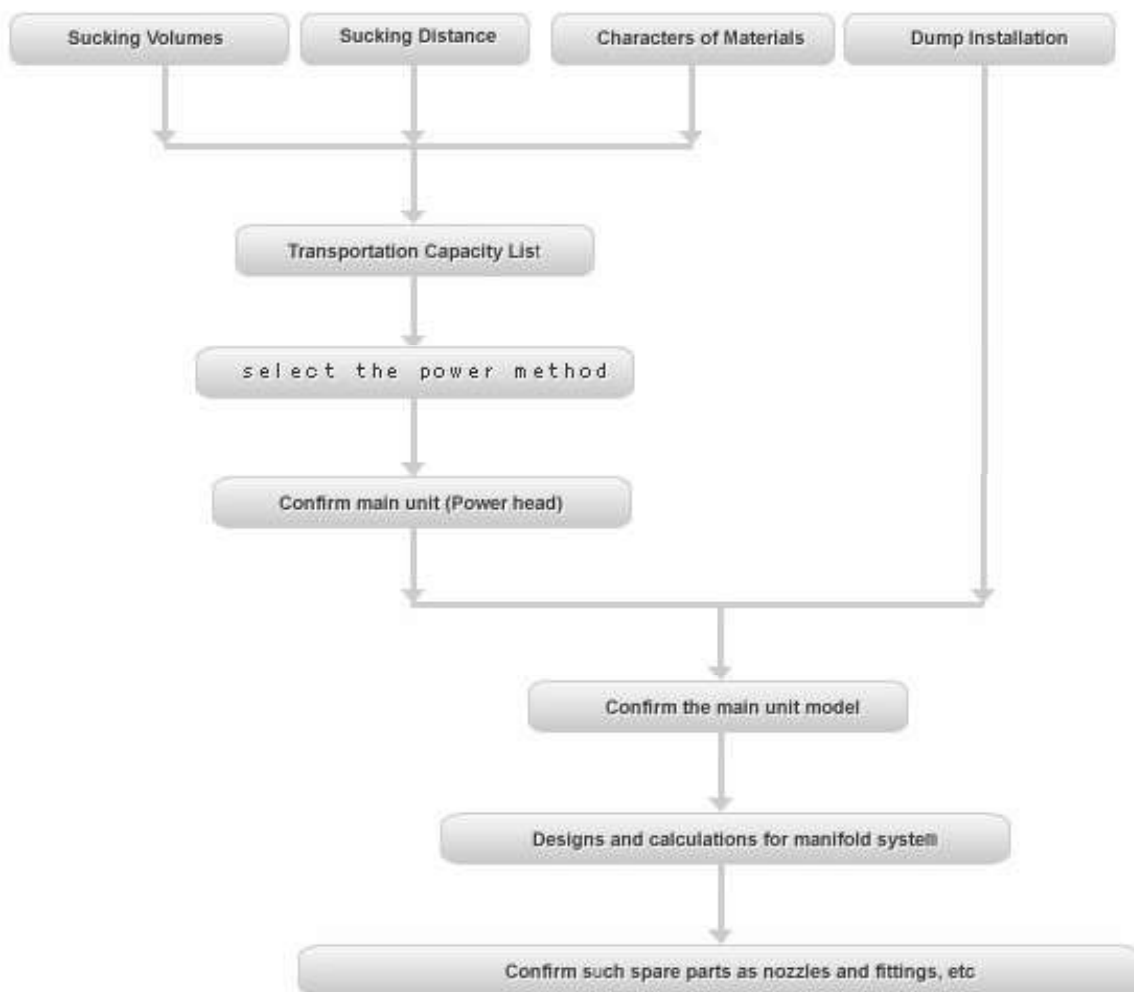 Sucking Volumes
Sucking Distance
Characters of Materials
Dump Installation
Transportation Capacity List
select the power method
Confirm main unit (Power head)
Confirm the main unit model
Designs and calculations for manifold system
Confirm such spare parts as nozzles and fittings, etc